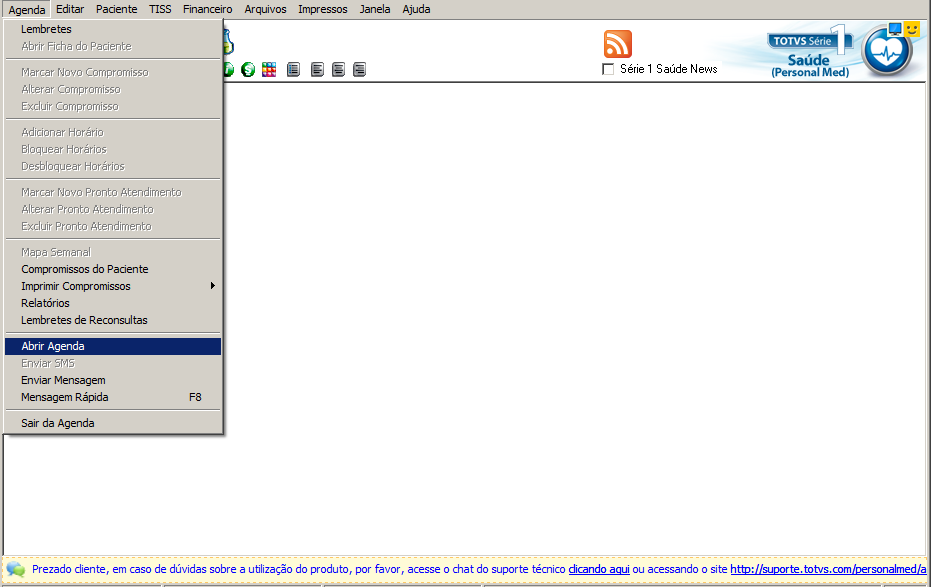 Agenda Editar Paciente TISS Financeiro Arquivos Impressos Janela Ajuda
Lembretes
Abrir Ficha do Paciente
Marcar Novo Compromisso
Alterar Compromisso
Excluir Compromisso
Adicionar Horário
Bloquear Horários
Desbloquear Horários
Marcar Novo Pronto Atendimento
Alterar Pronto Atendimento
Excluir Pronto Atendimento
Mapa Semanal
Compromissos do Paciente
Imprimir Compromissos
Relatórios
Lembretes de Reconsultas
Abrir Agenda
Enviar SMS
Enviar Mensagem
Mensagem Rápida F8
Sair da Agenda
Série 1 Saúde News
TOTVS Série 1
Saúde
(Personal Med)
Prezado cliente, em caso de dúvidas sobre a utilização do produto, por favor, acesse o chat do suporte técnico clicando aqui ou acessando o site http://suporte.totvs.com/personalmed/a